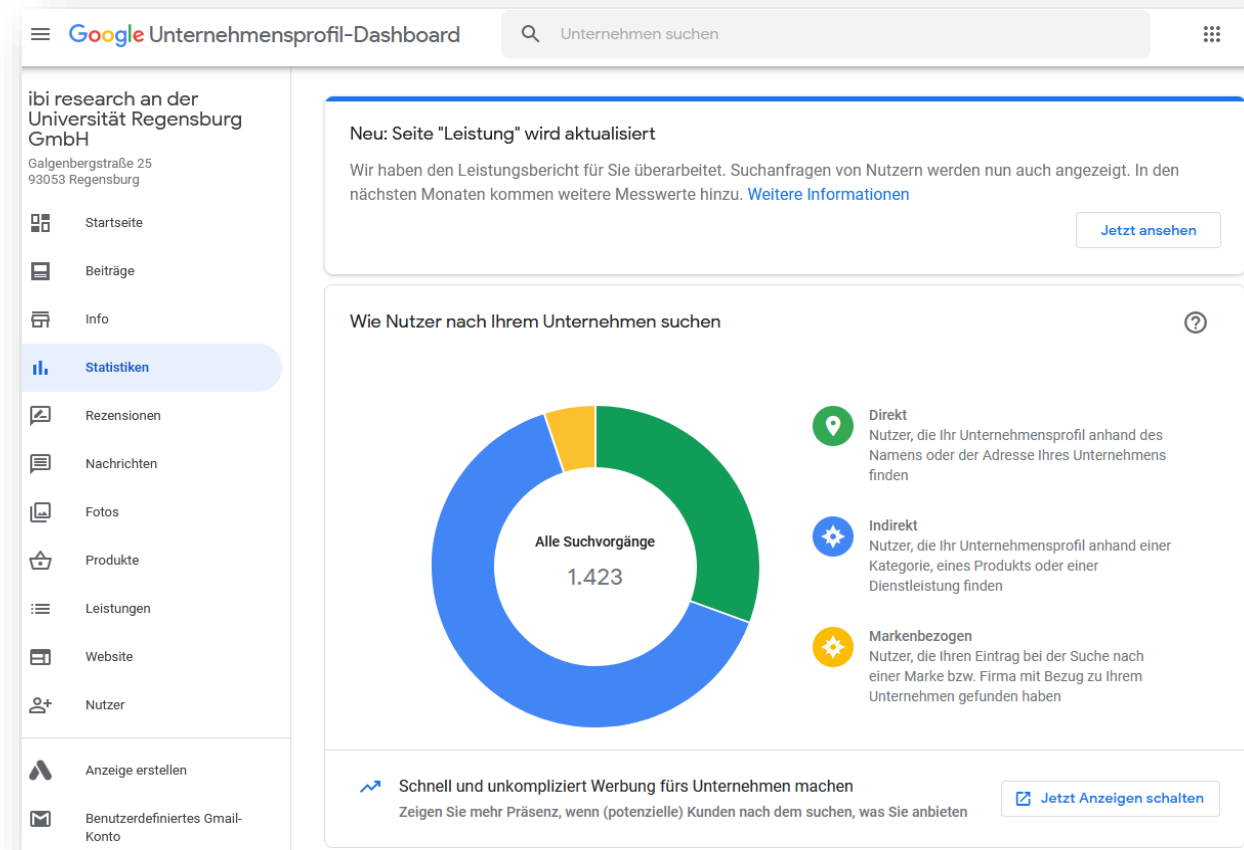 Google Unternehmensprofil-Dashboard
Unternehmen suchen
ibi research an der
Universität Regensburg
GmbH
Galgenbergstraße 25
93053 Regensburg
Startseite
Beiträge
Info
Statistiken
Rezensionen
Nachrichten
Fotos
Produkte
Leistungen
Website
Nutzer
Anzeige erstellen
Benutzerdefiniertes Gmail-
Konto
Neu: Seite "Leistung" wird aktualisiert
Wir haben den Leistungsbericht für Sie überarbeitet. Suchanfragen von Nutzern werden nun auch angezeigt. In den
nächsten Monaten kommen weitere Messwerte hinzu. Weitere Informationen
Jetzt ansehen
Wie Nutzer nach Ihrem Unternehmen suchen
Alle Suchvorgänge
1.423
Direkt
Nutzer, die Ihr Unternehmensprofil anhand des
Namens oder der Adresse Ihres Unternehmens
finden
Indirekt
Nutzer, die Ihr Unternehmensprofil anhand einer
Kategorie, eines Produkts oder einer
Dienstleistung finden
Markenbezogen
Nutzer, die Ihren Eintrag bei der Suche nach
einer Marke bzw. Firma mit Bezug zu Ihrem
Unternehmen gefunden haben
Schnell und unkompliziert Werbung fürs Unternehmen machen
Zeigen Sie mehr Präsenz, wenn (potenzielle) Kunden nach dem suchen, was Sie anbieten
Jetzt Anzeigen schalten